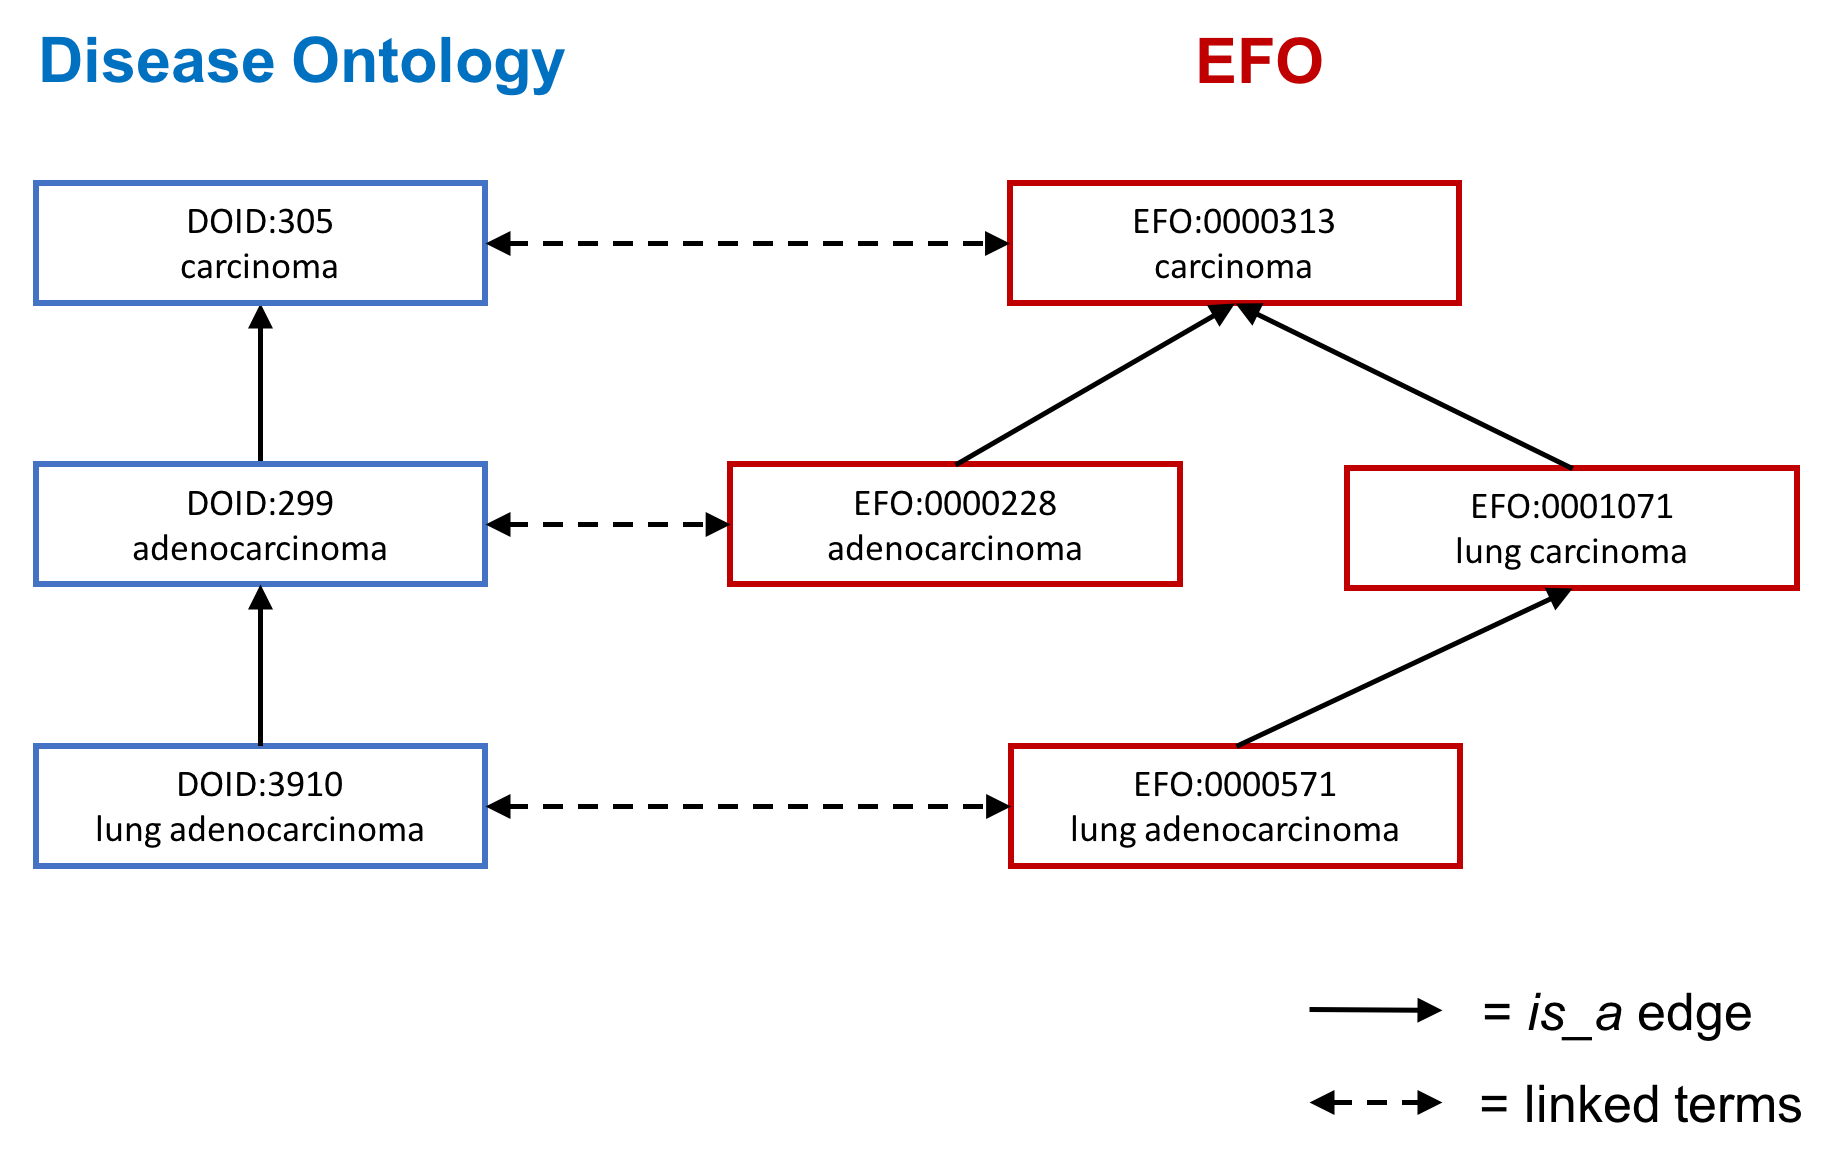 Disease Ontology
EFO
DOID:305
carcinoma
EFO:0000313
carcinoma
DOID:299
adenocarcinoma
EFO:0000228
adenocarcinoma
EFO:0001071
lung carcinoma
DOID:3910
lung adenocarcinoma
EFO:0000571
lung adenocarcinoma
= is_a edge
= linked terms